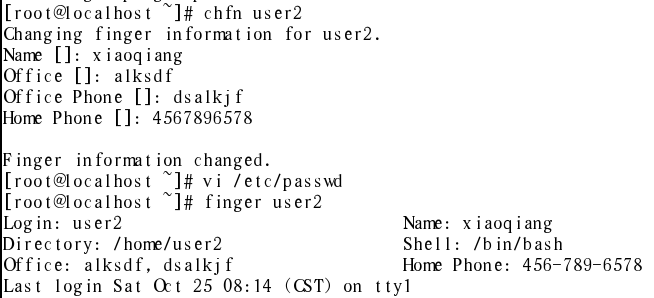 [root@localhost ~]# chfn user2
Changing finger information for user2.
Name []: xiaoqiang
Office []: alksdf
Office Phone []: dsalkjf
Home Phone []: 4567896578

Finger information changed.
[root@localhost ~]# vi /etc/passwd
[root@localhost ~]# finger user2
Login: user2 Name: xiaoqiang
Directory: /home/user2 Shell: /bin/bash
Office: alksdf, dsalkjf Home Phone: 456-789-6578
Last login Sat Oct 25 08:14 (CST) on tty1